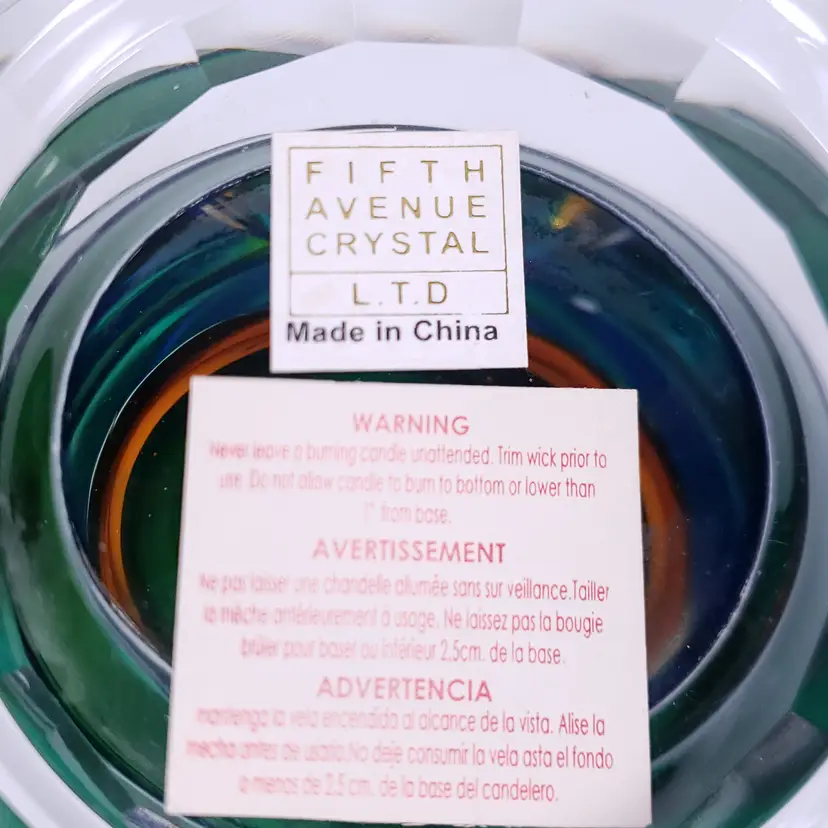 FIFTH
AVENUE
CRYSTAL
L.T.D
Made in China
WARNING
Never leave a burning candle unattended. Trim wick prior to
use. Do not allow candle to burn to bottom or lower than
1" from base.
AVERTISSEMENT
Ne pas laisser une chandelle allumée sans sur veillance.Tailler
la mèche antérieurement a usage. Ne laissez pas la bougie
brûler pour baser ou inférieur 2,5cm. de la base.
ADVERTENCIA
mantenga la vela encendida al alcance de la vista. Alise la
mecha antes de usarla.No deje consumir la vela asta el fondo
a menos de 2.5 cm. de la base del candelero.